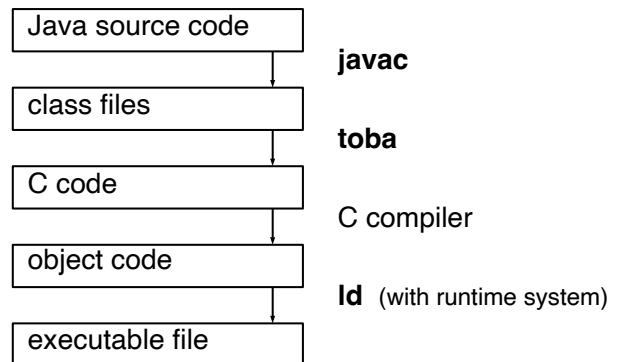 Java source code
javac
class files
toba
C code
C compiler
object code
ld (with runtime system)
executable file